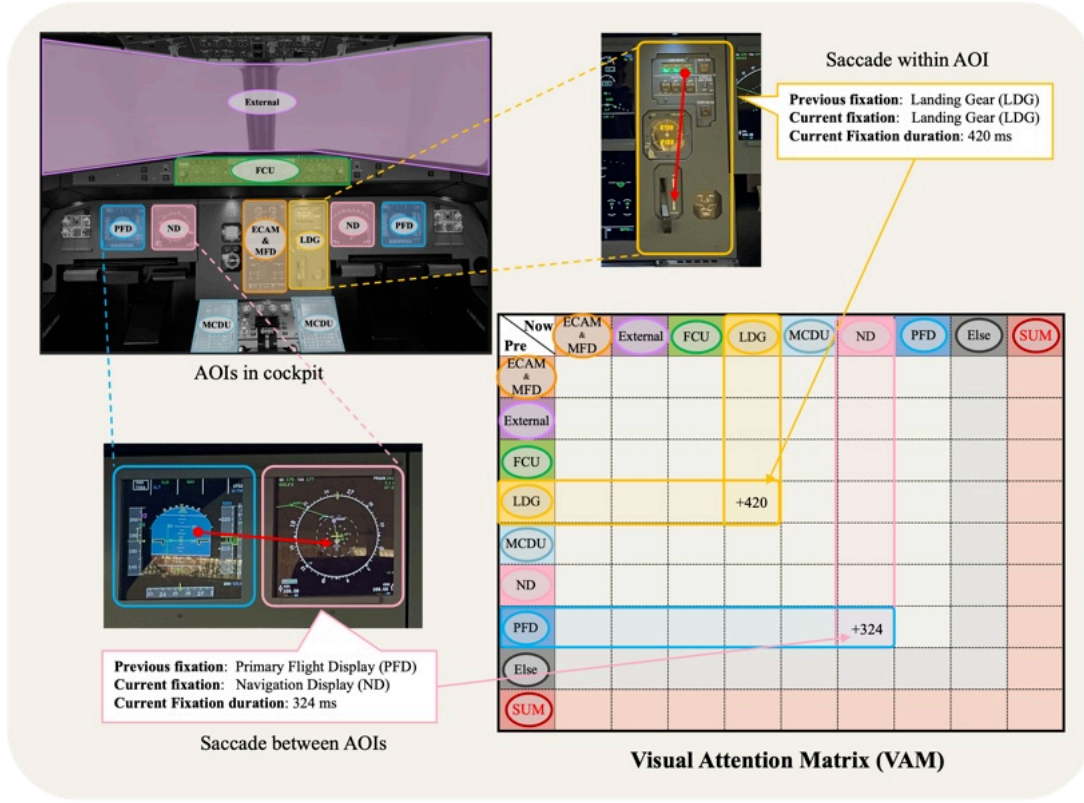 External
FCU
PFD
ND
ECAM
&
MFD
LDG
ND
PFD
MCDU
MCDU
AOIs in cockpit
Saccade within AOI
Previous fixation: Landing Gear (LDG)
Current fixation: Landing Gear (LDG)
Current Fixation duration: 420 ms
Previous fixation: Primary Flight Display (PFD)
Current fixation: Navigation Display (ND)
Current Fixation duration: 324 ms
Saccade between AOIs
Now
Pre
ECAM
&
MFD
External
FCU
LDG
MCDU
ND
PFD
Else
SUM
ECAM
&
MFD
External
FCU
LDG
+420
MCDU
ND
PFD
+324
Else
SUM
Visual Attention Matrix (VAM)